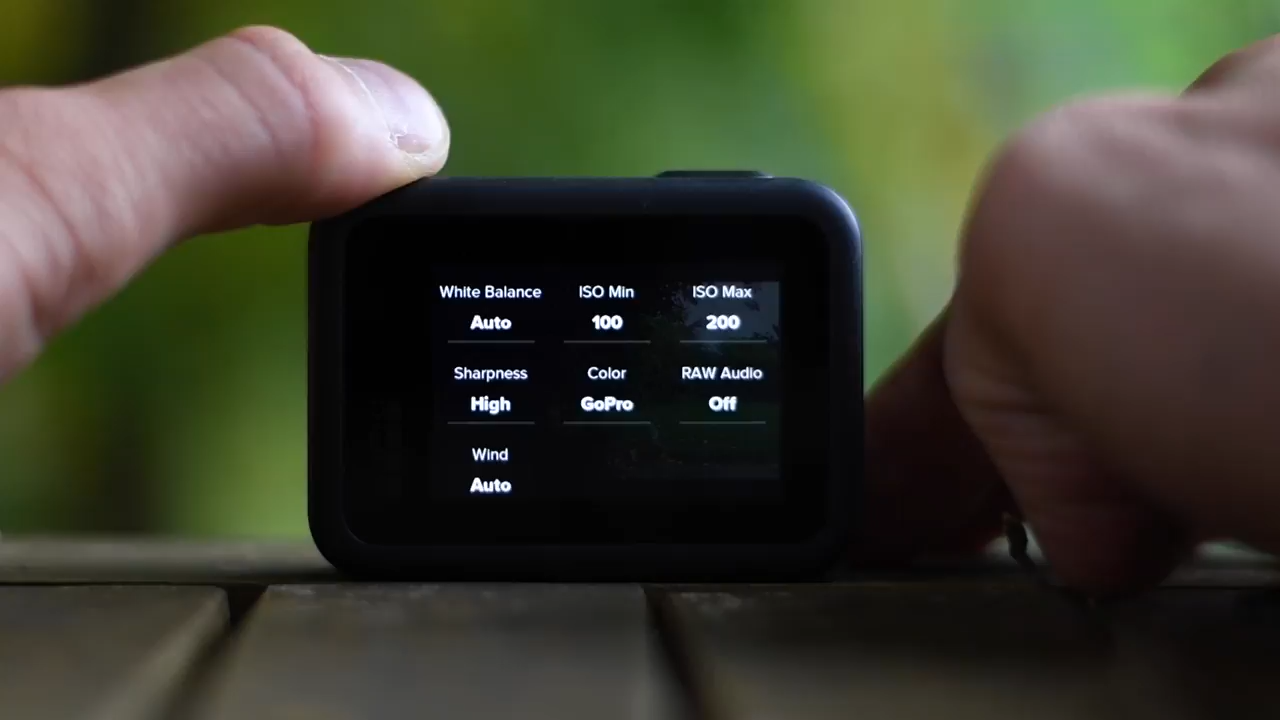 White Balance ISO Min ISO Max
Auto 100 200
Sharpness Color RAW Audio
High GoPro Off
Wind
Auto